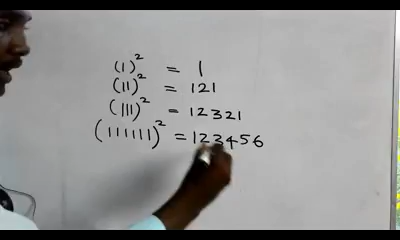 (1)² = 1
(11)² = 121
(111)² = 12321
(111111)² = 123456